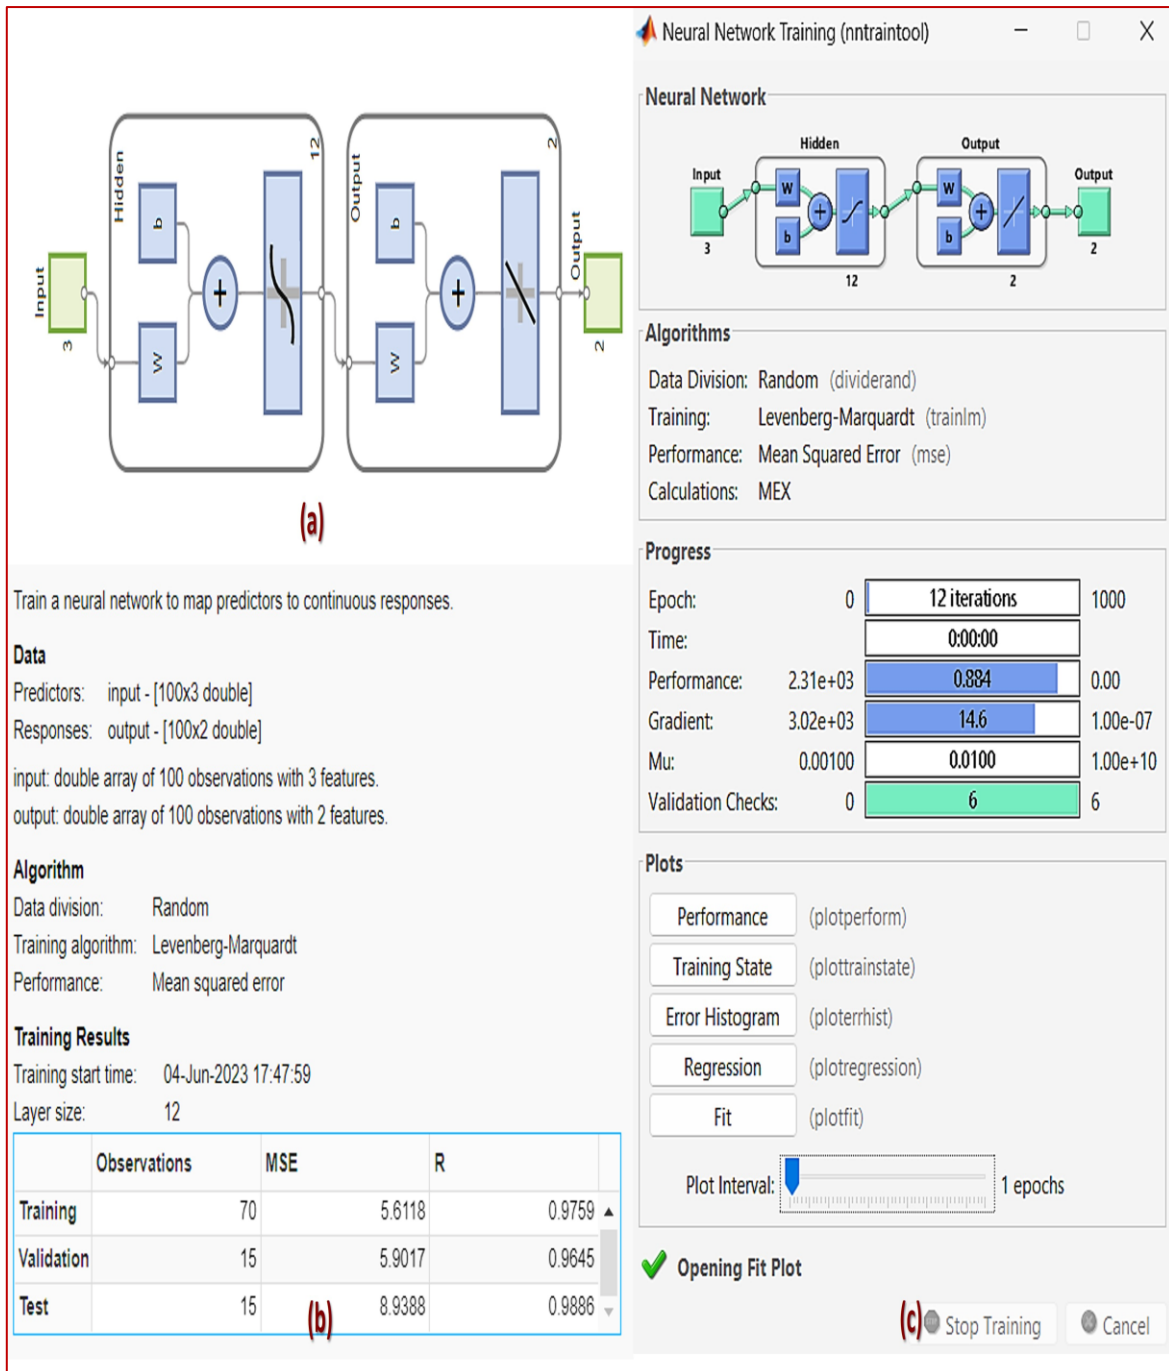 Input
3
Hidden
W
b
+
12
Output
W
b
+
2
Output
2
(a)
Train a neural network to map predictors to continuous responses.
Data
Predictors: input - [100x3 double]
Responses: output - [100x2 double]
input: double array of 100 observations with 3 features.
output: double array of 100 observations with 2 features.
Algorithm
Data division: Random
Training algorithm: Levenberg-Marquardt
Performance: Mean squared error
Training Results
Training start time: 04-Jun-2023 17:47:59
Layer size: 12
Observations MSE R
Training 70 5.6118 0.9759
Validation 15 5.9017 0.9645
Test 15 8.9388 0.9886
(b)
Neural Network Training (nntraintool)
Neural Network
Hidden Output
Input Output
W W
+ +
b b
3 12 2 2
Algorithms
Data Division: Random (dividerand)
Training: Levenberg-Marquardt (trainlm)
Performance: Mean Squared Error (mse)
Calculations: MEX
Progress
Epoch: 0 12 iterations 1000
Time: 0:00:00
Performance: 2.31e+03 0.884 0.00
Gradient: 3.02e+03 14.6 1.00e-07
Mu: 0.00100 0.0100 1.00e+10
Validation Checks: 0 6 6
Plots
Performance (plotperform)
Training State (plottrainstate)
Error Histogram (ploterrhist)
Regression (plotregression)
Fit (plotfit)
Plot Interval: 1 epochs
Opening Fit Plot
(c) Stop Training Cancel